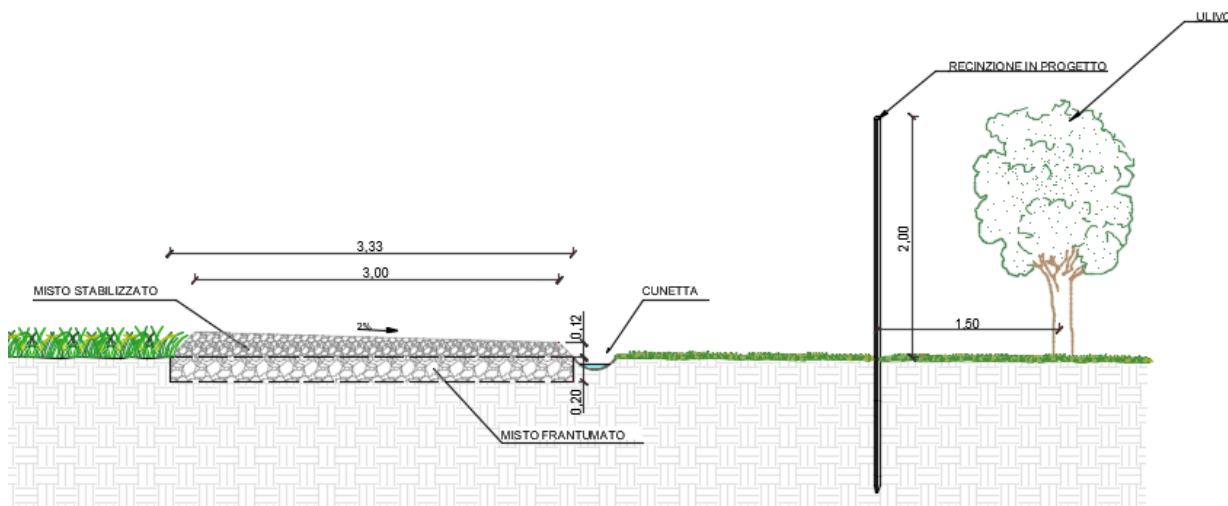 ULIVO
RECINZIONE IN PROGETTO
3,33
3,00
2,00
MISTO STABILIZZATO
CUNETTA
2%
0,12
1.50
0,20
MISTO FRANTUMATO